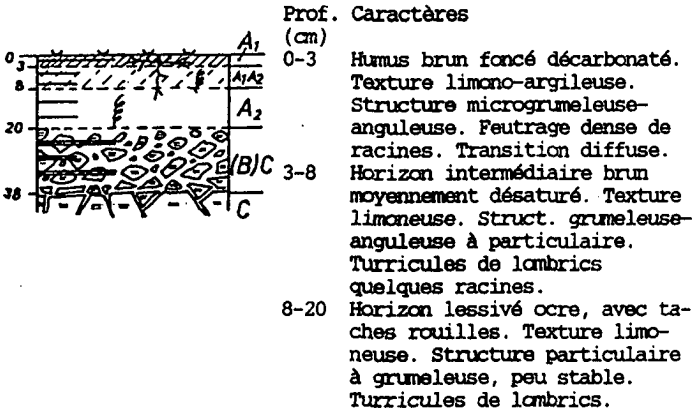 Prof. Caractères
(cm)
0-3 Humus brun foncé décarbonaté.
Texture limono-argileuse.
Structure microgrumeleuse-
anguleuse. Feutrage dense de
racines. Transition diffuse.
3-8 Horizon intermédiaire brun
moyennement désaturé. Texture
limoneuse. Struct. grumeleuse-
anguleuse à particulaire.
Turricules de lombrics
quelques racines.
8-20 Horizon lessivé ocre, avec ta-
ches rouilles. Texture limo-
neuse. Structure particulaire
à grumeleuse, peu stable.
Turricules de lombrics.
0
3
8
20
38
A1
A1A2
A2
(B)C
C